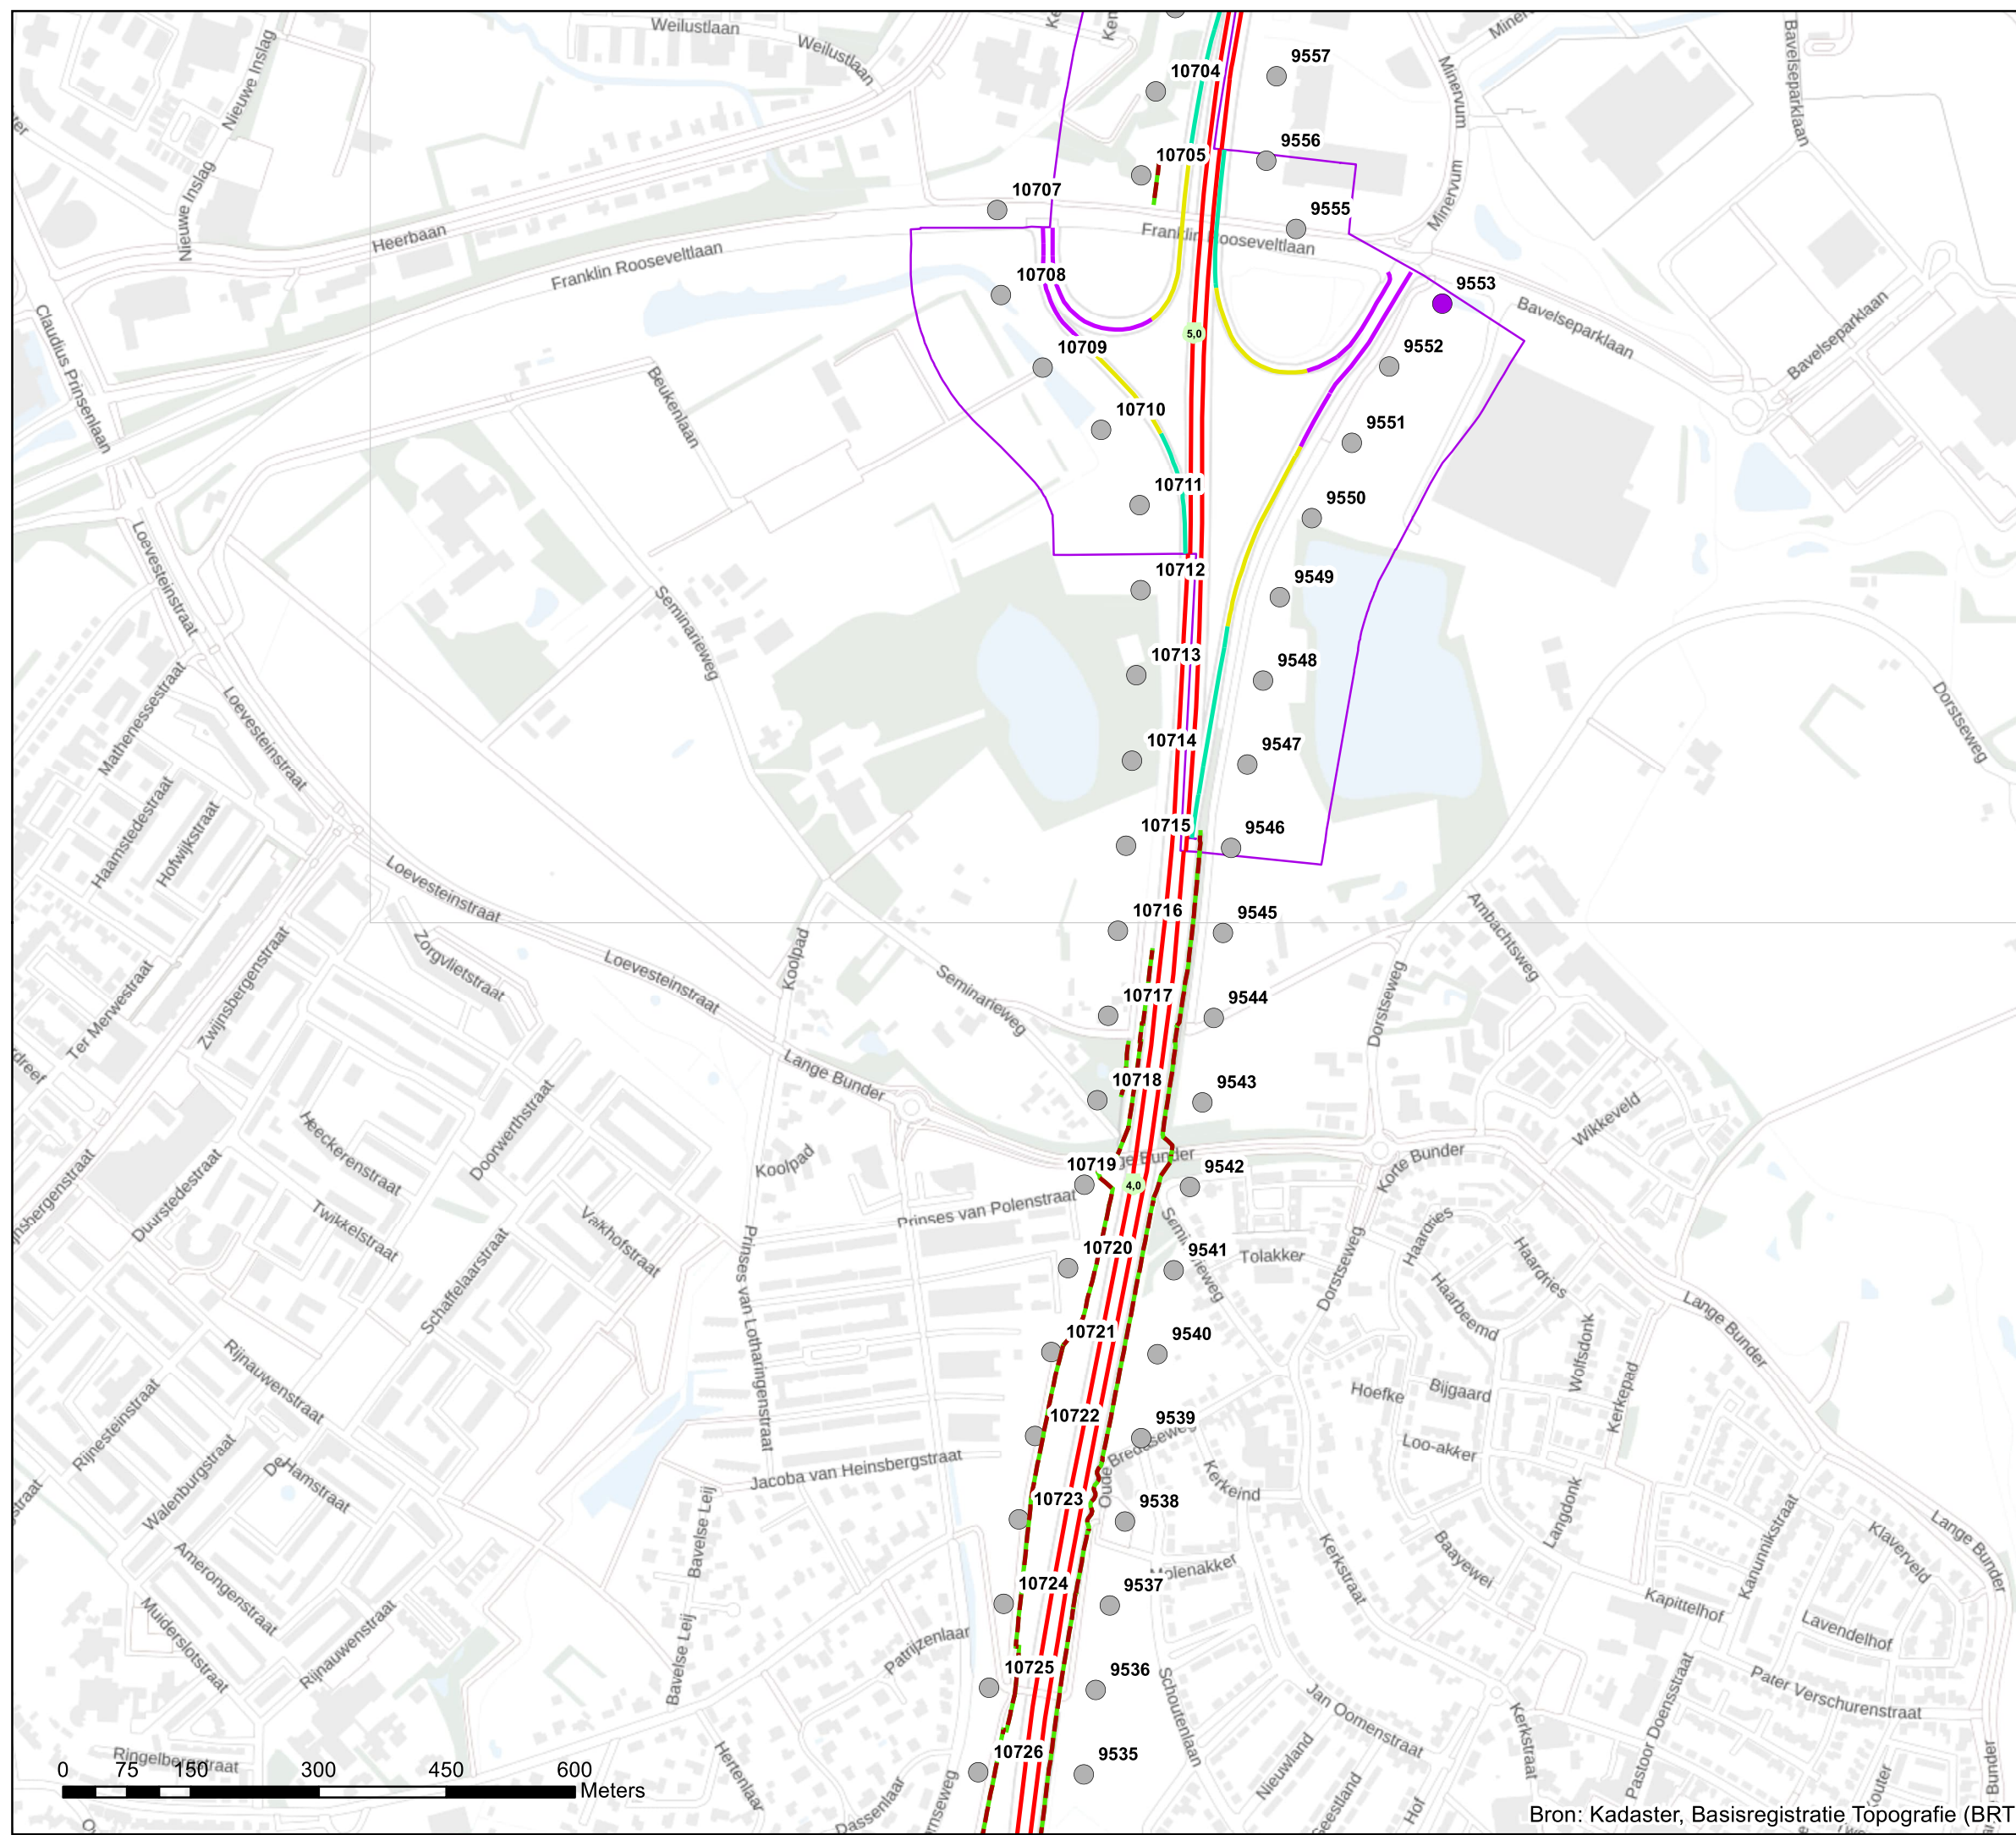 Weilustlaan
Weilustlaan
Nieuwe Inslag
Nieuwe Inslag
Heerbaan
Franklin Rooseveltlaan
Franklin Rooseveltlaan
Minervum
Minervum
Bavelseparklaan
Bavelseparklaan
Bavelseparklaan
Claudius Prinsenlaan
Beukenlaan
10704
9557
10705
9556
10707
9555
10708
9553
5,0
10709
9552
10710
9551
10711
9550
10712
9549
10713
9548
10714
9547
10715
9546
10716
9545
10717
9544
10718
9543
10719
9542
4,0
10720
9541
10721
9540
10722
9539
10723
9538
10724
9537
10725
9536
10726
9535
Loevesteinstraat
Loevesteinstraat
Loevesteinstraat
Loevesteinstraat
Seminarieweg
Seminarieweg
Dorstseweg
Dorstseweg
Dorstseweg
Mathenessestraat
Haamstedestraat
Hofwijkstraat
Zorgvlietstraat
Zwijnsbergenstraat
Ter Merwestraat
Koolpad
Koolpad
Lange Bunder
Ambachtsweg
Wikkeveld
Korte Bunder
Heeckerenstraat
Doorwerthstraat
Duurstedestraat
Twikkelstraat
Schaffelaarstraat
Valkhofstraat
Prinses van Polenstraat
Prinses van Lotharingenstraat
Tolakker
Haardries
Haardries
Haarbeemd
Wolfsdonk
Kerkepad
Lange Bunder
Lange Bunder
Rijnauwenstraat
Rijnauwenstraat
Rijnesteinstraat
Walenburgstraat
De Hamstraat
Amerongenstraat
Muiderslotstraat
Jacoba van Heinsbergstraat
Bavelse Leij
Bavelse Leij
Oude
Kerkeind
Hoefke
Bijgaard
Loo-akker
Langdonk
Baayewei
Kerkstraat
Kerkstraat
Molenakker
Kapittelhof
Kanunnikstraat
Klaverveld
Lavendelhof
Pater Verschurenstraat
Pastoor Doensstraat
Jan Oomenstraat
Schoutenlaan
Nieuwland
Hof
Patrijzenlaar
Hertenlaar
Dassenlaar
Ringelbergstraat
0 75 150 300 450 600
Meters
Bron: Kadaster, Basisregistratie Topografie (BRT